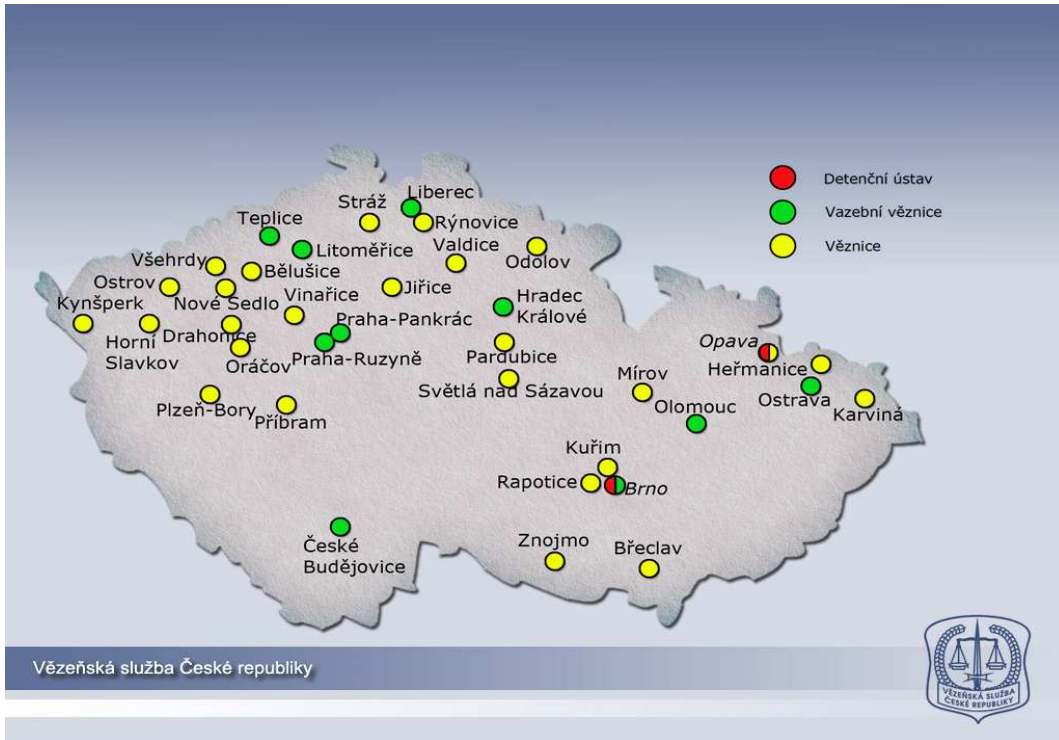 Detenční ústav
Vazební věznice
Věznice
Liberec
Stráž
Rýnovice
Teplice
Valdice
Litoměřice
Odolov
Všehrdy
Bělušice
Ostrov
Nové Sedlo
Jiřice
Kynšperk
Vinařice
Hradec
Králové
Praha-Pankrác
Drahonice
Horní
Slavkov
Praha-Ruzyně
Pardubice
Oráčov
Opava
Heřmanice
Světlá nad Sázavou
Mírov
Ostrava
Plzeň-Bory
Příbram
Olomouc
Karviná
Kuřim
Rapotice
Brno
České
Budějovice
Znojmo
Břeclav
Vězeňská služba České republiky
VĚZEŇSKÁ SLUŽBA
ČESKÉ REPUBLIKY